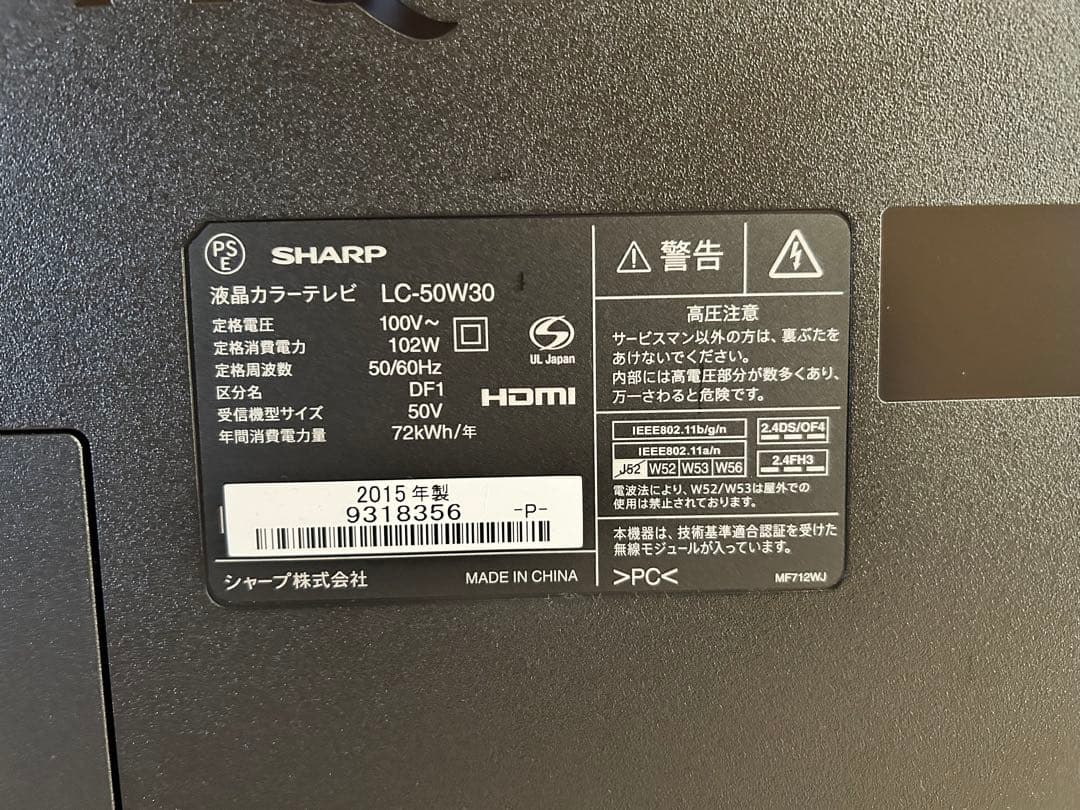 PS
E
SHARP
液晶カラーテレビ LC-50W30
定格電圧 100V～
定格消費電力 102W
定格周波数 50/60Hz
区分名 DF1
受信機型サイズ 50V
年間消費電力量 72kWh/年
UL Japan
HDMI
2015年製
9318356 -P-
シャープ株式会社 MADE IN CHINA
警告
高圧注意
サービスマン以外の方は、裏ぶたを
あけないでください。
内部には高電圧部分が数多くあり、
万一さわると危険です。
IEEE802.11b/g/n
IEEE802.11a/n
J52 W52 W53 W56
2.4DS/OF4
2.4FH3
電波法により、W52/W53は屋外での
使用は禁止されております。
本機器は、技術基準適合認証を受けた
無線モジュールが入っています。
>PC< MF712WJ